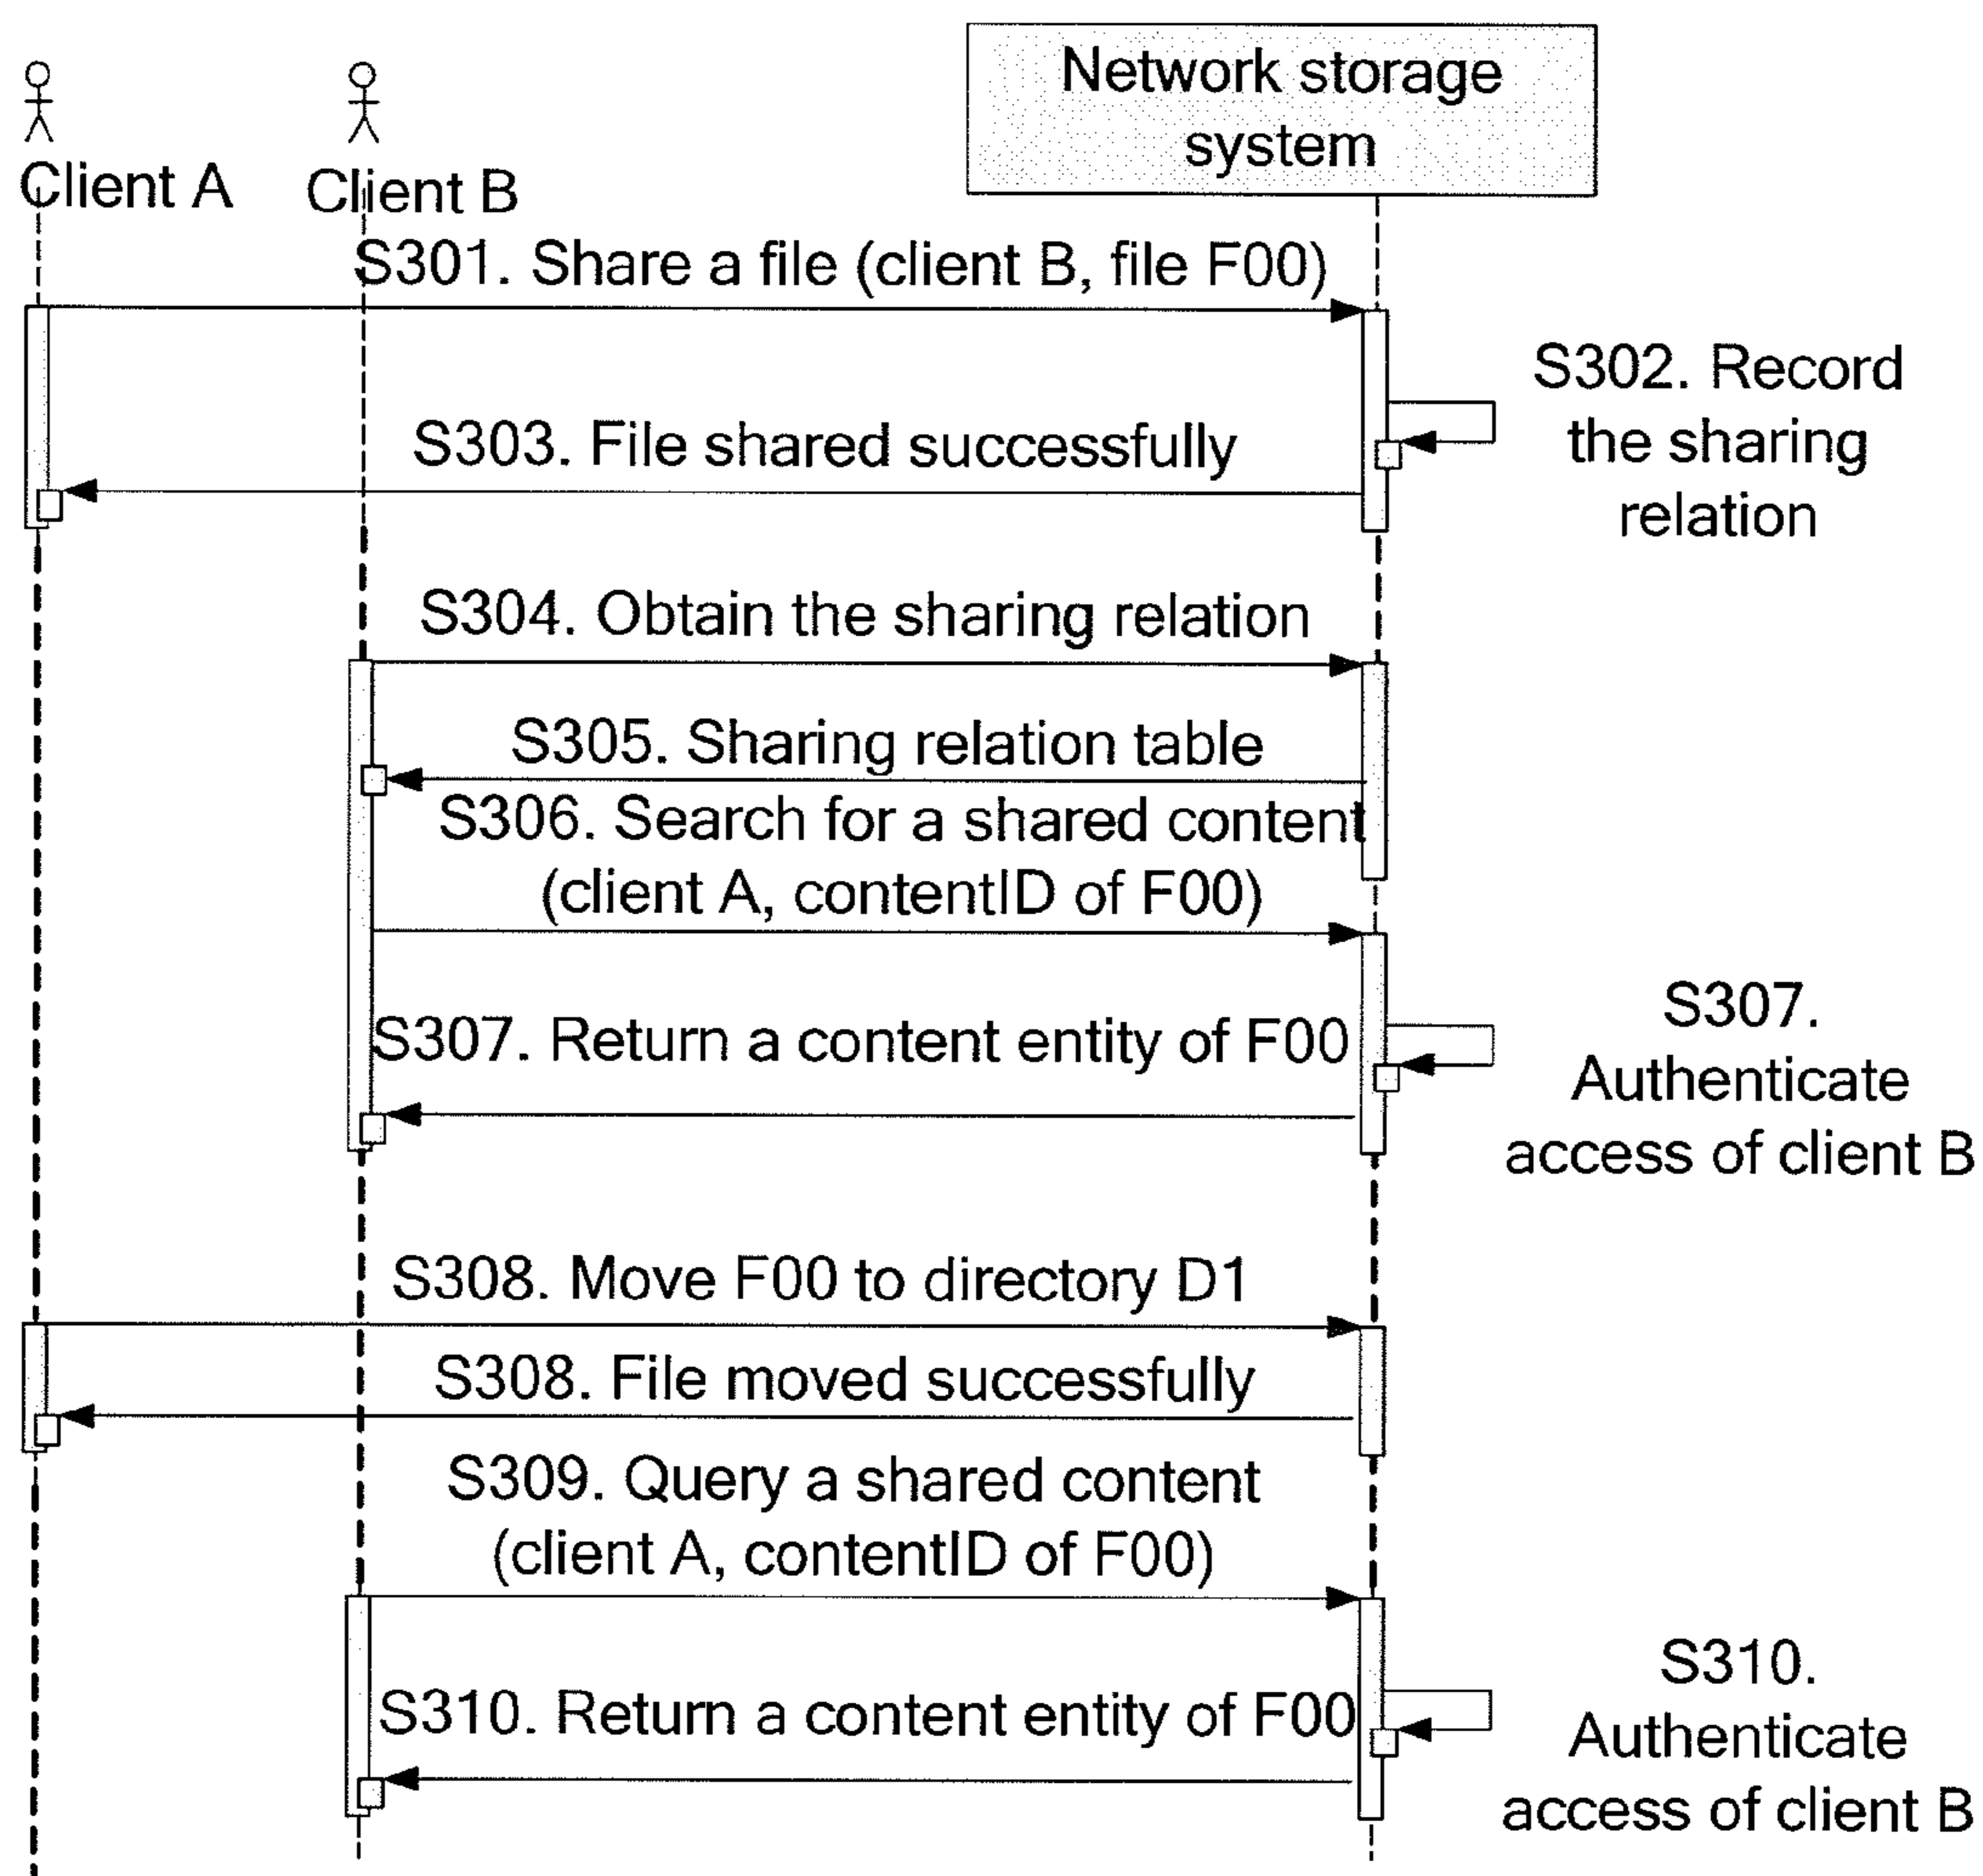 Network storage
system
Client A
Client B
S301. Share a file (client B, file F00)
S302. Record
the sharing
relation
S303. File shared successfully
S304. Obtain the sharing relation
S305. Sharing relation table
S306. Search for a shared content
(client A, contentID of F00)
S307. Return a content entity of F00
S307.
Authenticate
access of client B
S308. Move F00 to directory D1
S308. File moved successfully
S309. Query a shared content
(client A, contentID of F00)
S310. Return a content entity of F00
S310.
Authenticate
access of client B